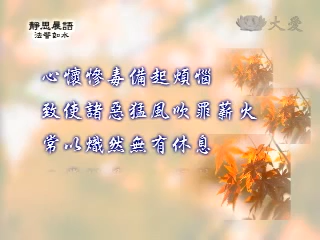 靜思晨語
法譬如水
大愛
心懷慘毒備起煩惱
致使諸惡猛風吹罪薪火
常以熾然無有休息